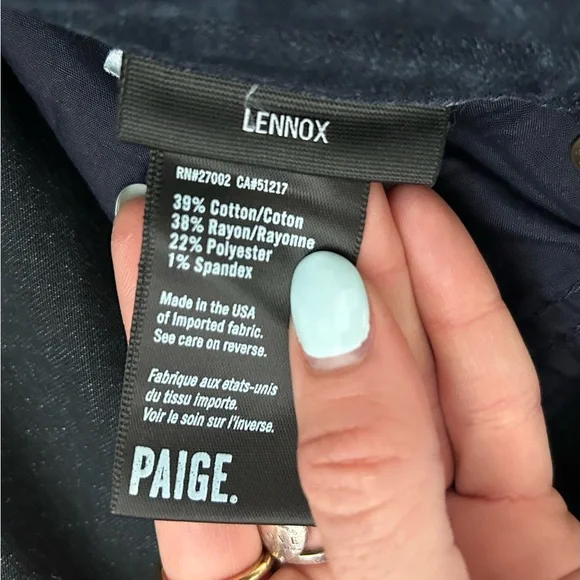 LENNOX
RN#27002 CA#51217
39% Cotton/Coton
38% Rayon/Rayonne
22% Polyester
1% Spandex
Made in the USA
of Imported fabric.
See care on reverse.
Fabrique aux etats-unis
du tissu importe.
Voir le soin sur l'inverse.
PAIGE.